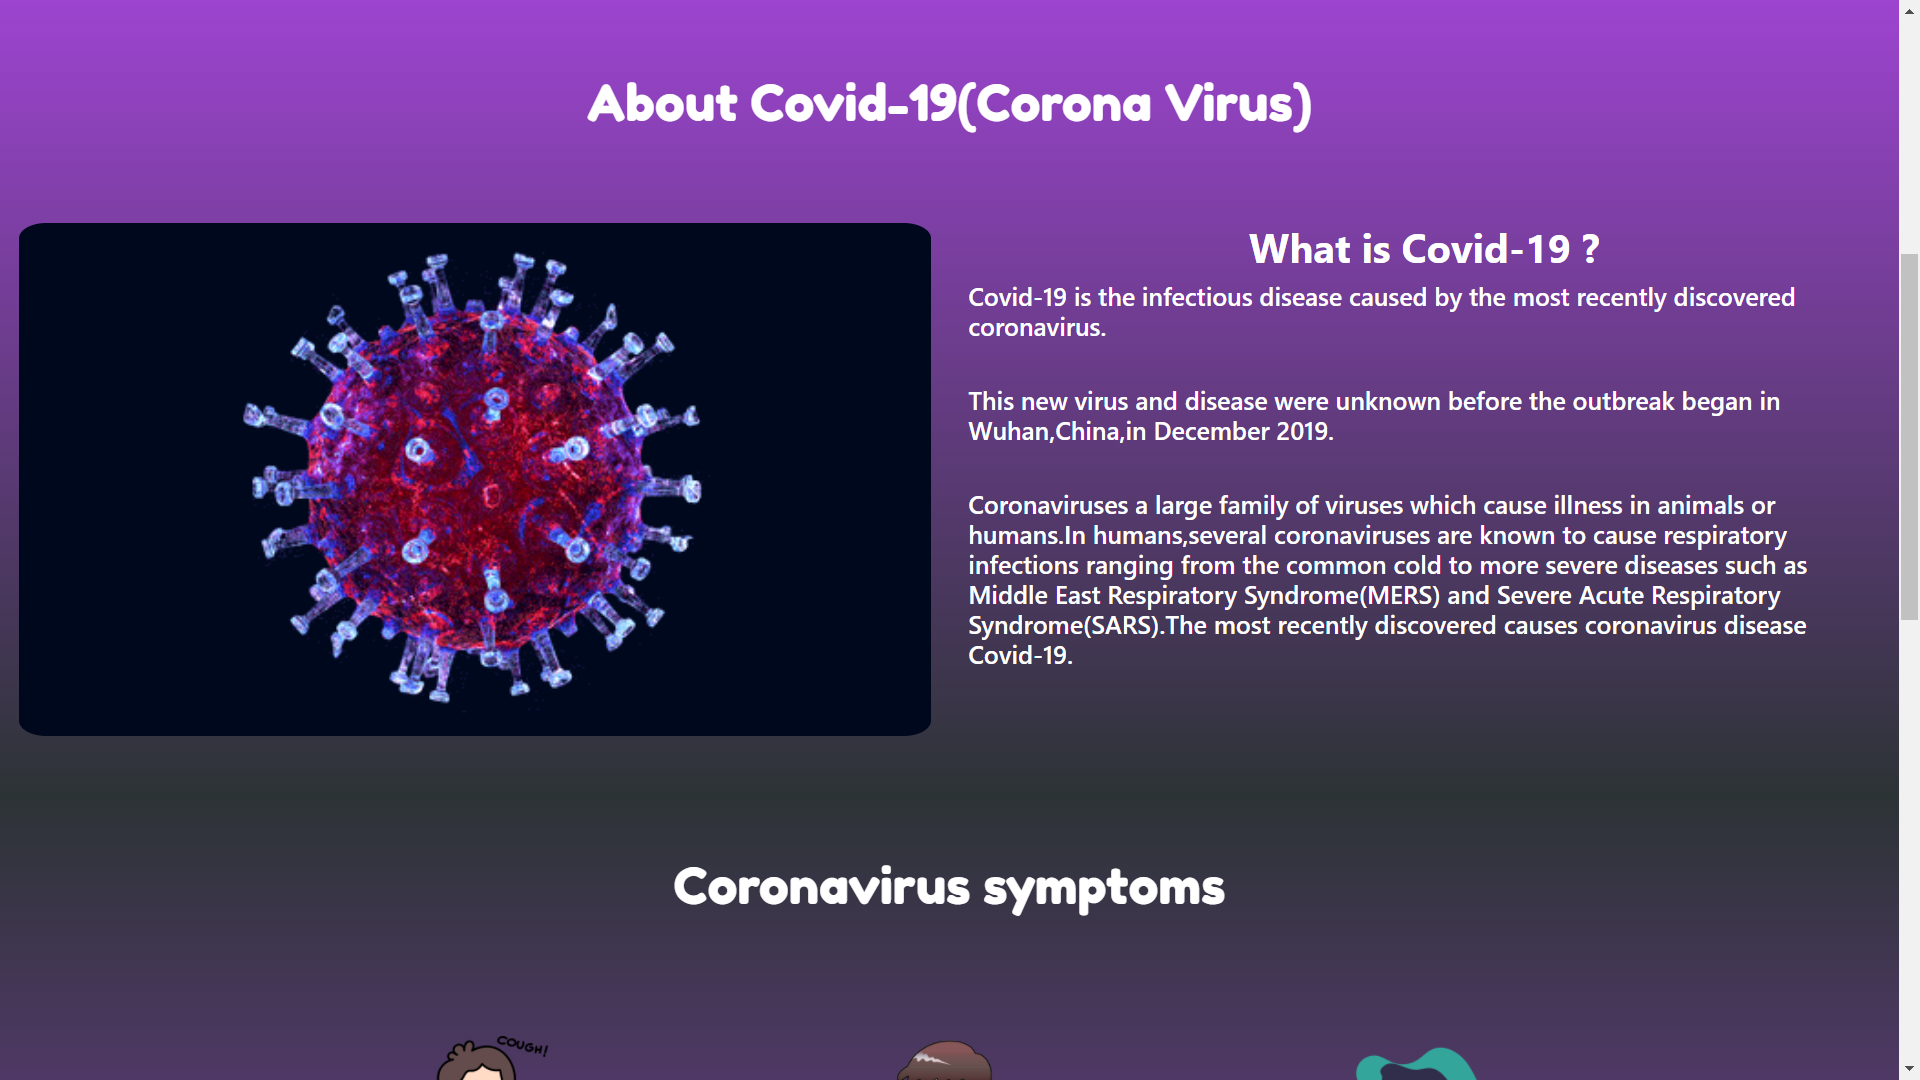 About Covid-19(Corona Virus)
What is Covid-19 ?
Covid-19 is the infectious disease caused by the most recently discovered
coronavirus.
This new virus and disease were unknown before the outbreak began in
Wuhan,China,in December 2019.
Coronaviruses a large family of viruses which cause illness in animals or
humans.In humans,several coronaviruses are known to cause respiratory
infections ranging from the common cold to more severe diseases such as
Middle East Respiratory Syndrome(MERS) and Severe Acute Respiratory
Syndrome(SARS).The most recently discovered causes coronavirus disease
Covid-19.
Coronavirus symptoms
COUGH!